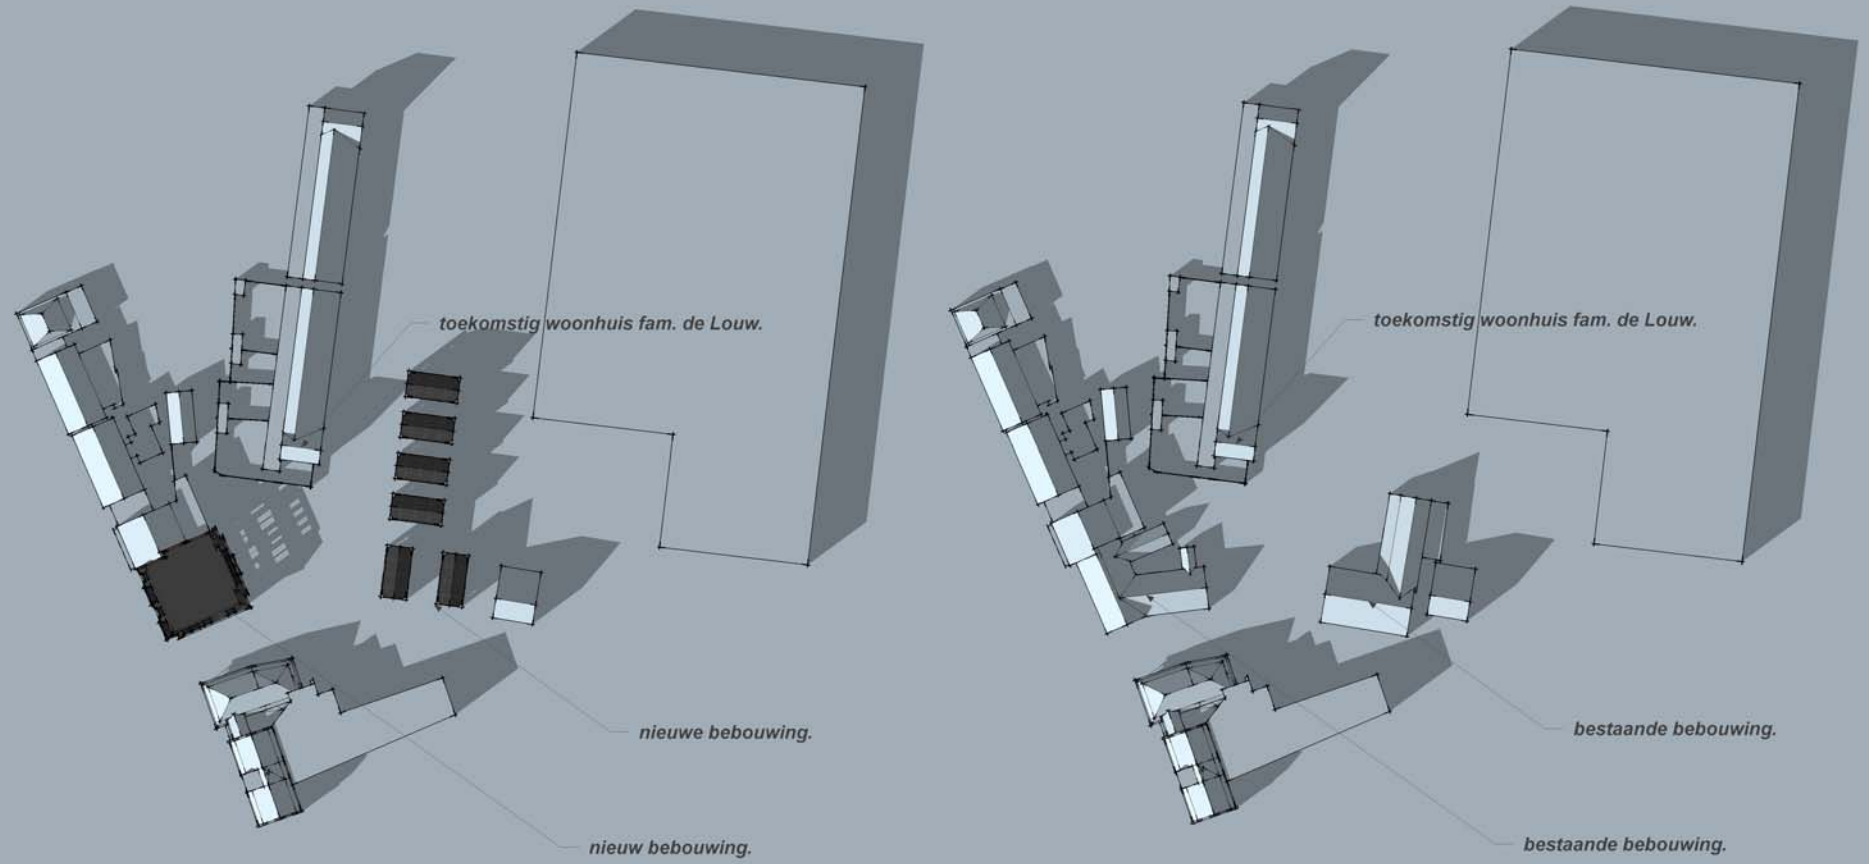 toekomstig woonhuis fam. de Louw.
nieuwe bebouwing.
nieuw bebouwing.
toekomstig woonhuis fam. de Louw.
bestaande bebouwing.
bestaande bebouwing.